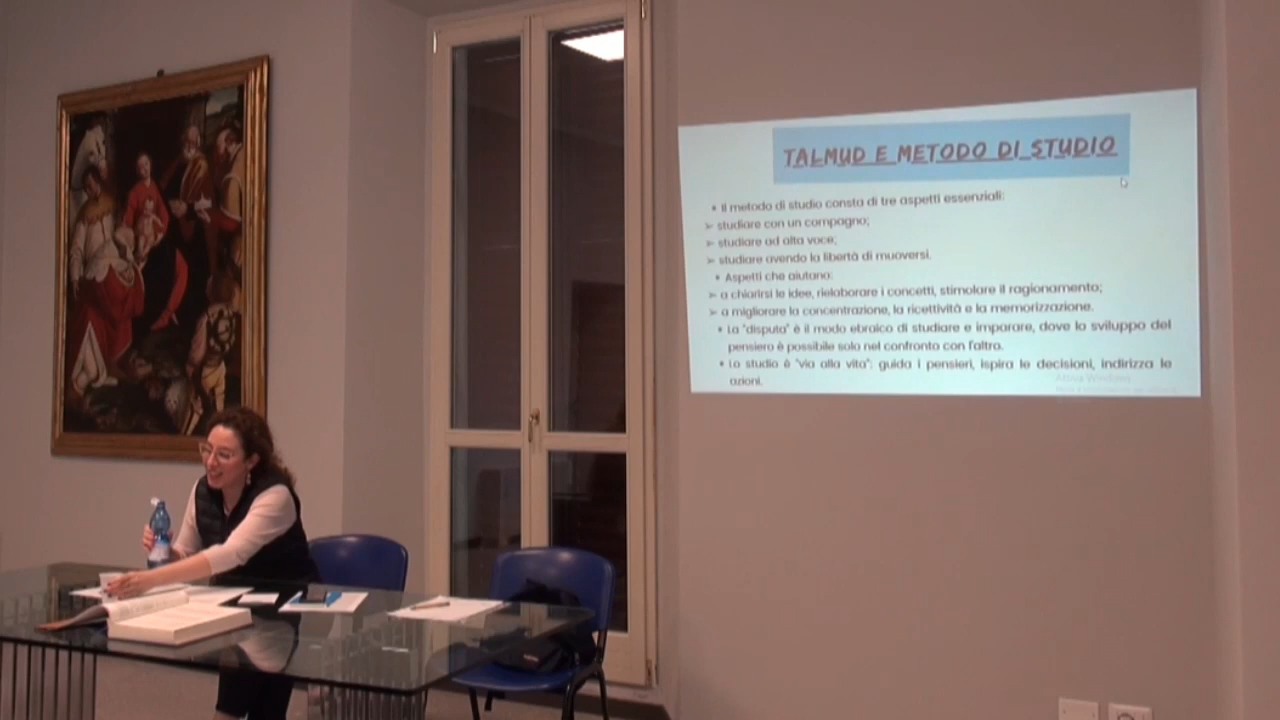 TALMUD E METODO DI STUDIO
• Il metodo di studio consta di tre aspetti essenziali:
➢ studiare con un compagno;
➢ studiare ad alta voce;
➢ studiare avendo la libertà di muoversi.
• Aspetti che aiutano:
➢ a chiarirsi le idee, rielaborare i concetti, stimolare il ragionamento;
➢ a migliorare la concentrazione, la ricettività e la memorizzazione.
• La "disputa" è il modo ebraico di studiare e imparare, dove lo sviluppo del
pensiero è possibile solo nel confronto con l'altro.
• Lo studio è "via alla vita": guida i pensieri, ispira le decisioni, indirizza le
azioni.
Attiva Windows